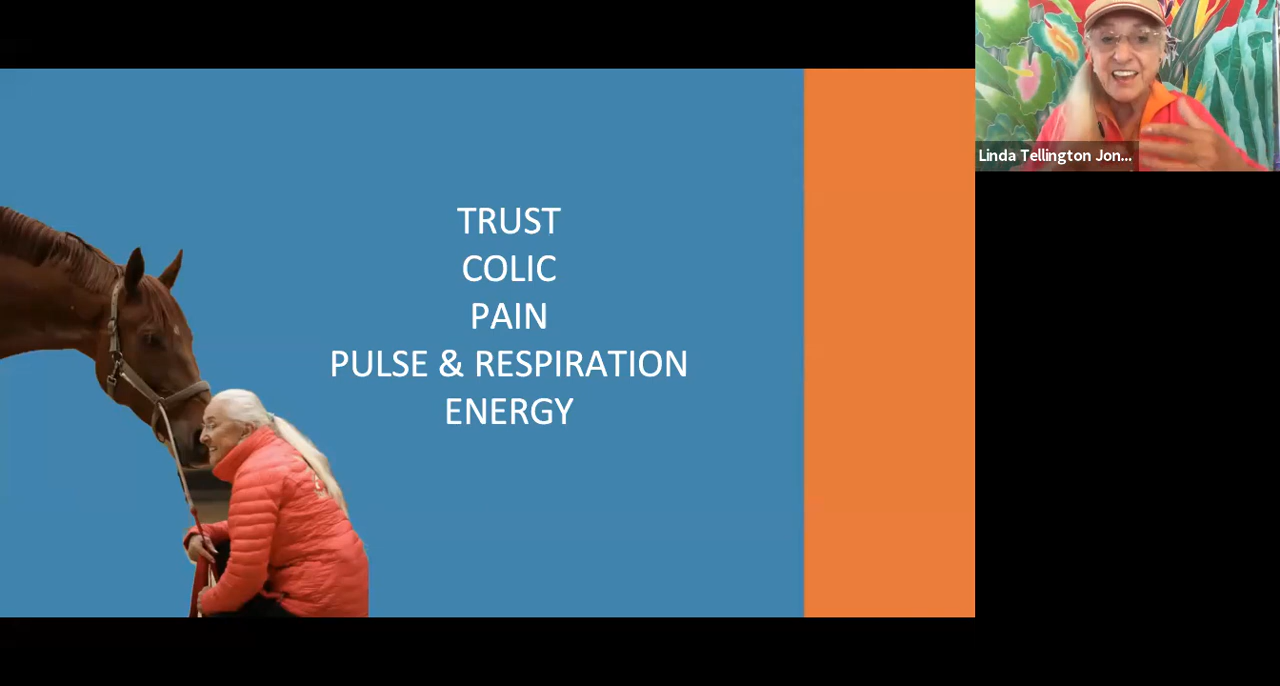 TRUST
COLIC
PAIN
PULSE & RESPIRATION
ENERGY
Linda Tellington Jon...